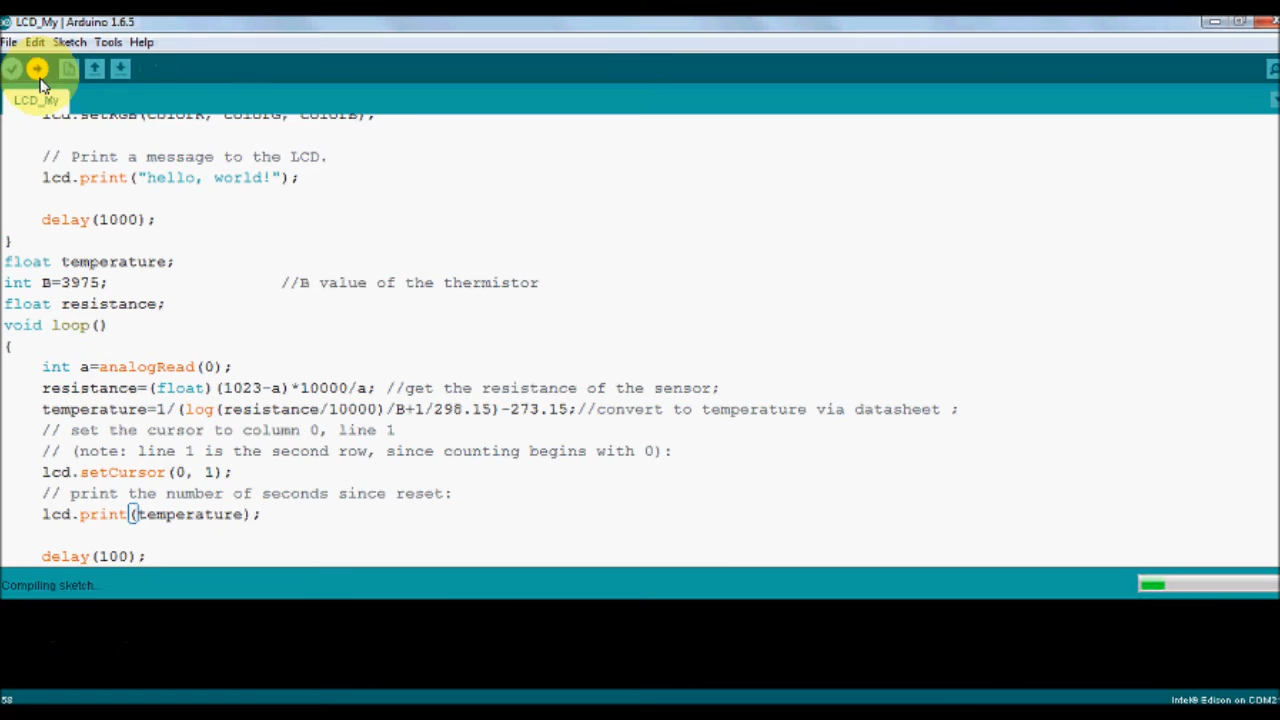 LCD_My | Arduino 1.6.5
File Edit Sketch Tools Help
LCD_My
lcd.setRGB(colorR, colorG, colorB);
// Print a message to the LCD.
lcd.print("hello, world!");
delay(1000);
}
float temperature;
int B=3975; //B value of the thermistor
float resistance;
void loop()
{
int a=analogRead(0);
resistance=(float)(1023-a)*10000/a; //get the resistance of the sensor;
temperature=1/(log(resistance/10000)/B+1/298.15)-273.15;//convert to temperature via datasheet ;
// set the cursor to column 0, line 1
// (note: line 1 is the second row, since counting begins with 0):
lcd.setCursor(0, 1);
// print the number of seconds since reset:
lcd.print(temperature);
delay(100);
Compiling sketch...
58 Intel® Edison on COM21